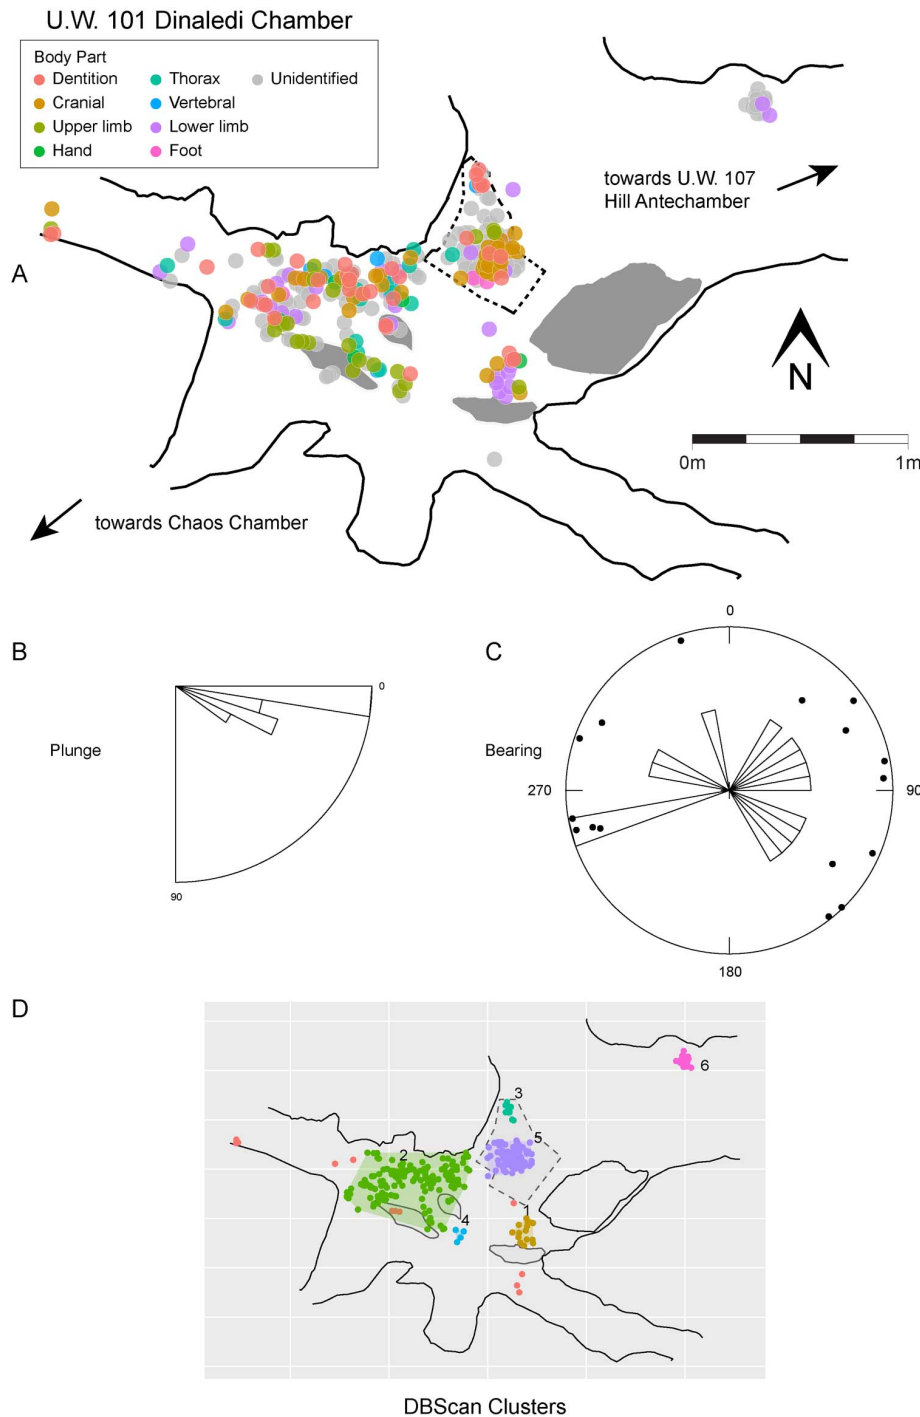 U.W. 101 Dinaledi Chamber
Body Part
Dentition
Thorax
Unidentified
Cranial
Vertebral
Upper limb
Lower limb
Hand
Foot
towards U.W. 107
Hill Antechamber
A
N
0m
1m
towards Chaos Chamber
B
C
0
0
Plunge
Bearing
270
90
90
180
D
6
3
5
2
1
4
DBScan Clusters